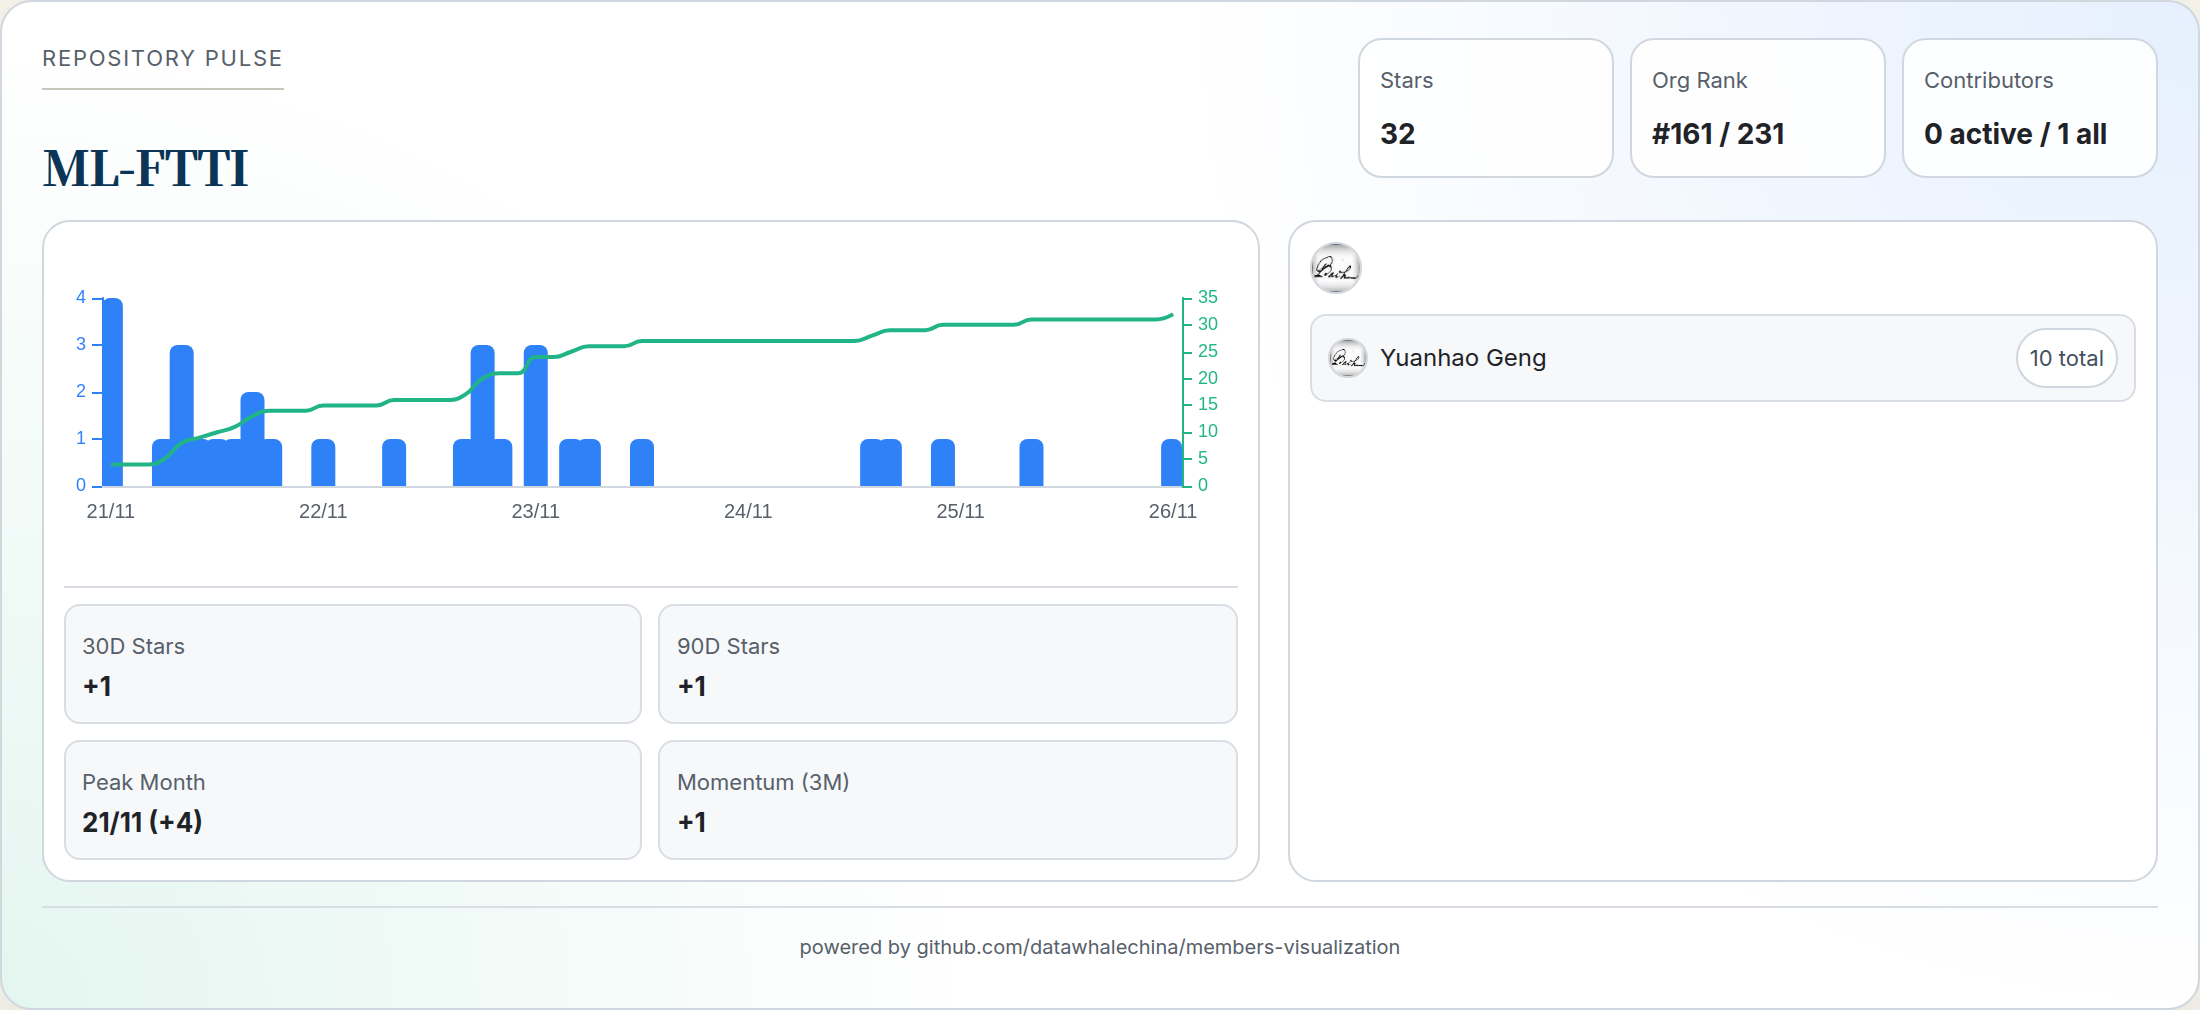 REPOSITORY PULSE
ML-FTTI
Stars
32
Org Rank
#161 / 231
Contributors
0 active / 1 all
4
3
2
1
0
35
30
25
20
15
10
5
0
21/11
22/11
23/11
24/11
25/11
26/11
30D Stars
+1
90D Stars
+1
Peak Month
21/11 (+4)
Momentum (3M)
+1
Bach
Bach
Yuanhao Geng
10 total
powered by github.com/datawhalechina/members-visualization